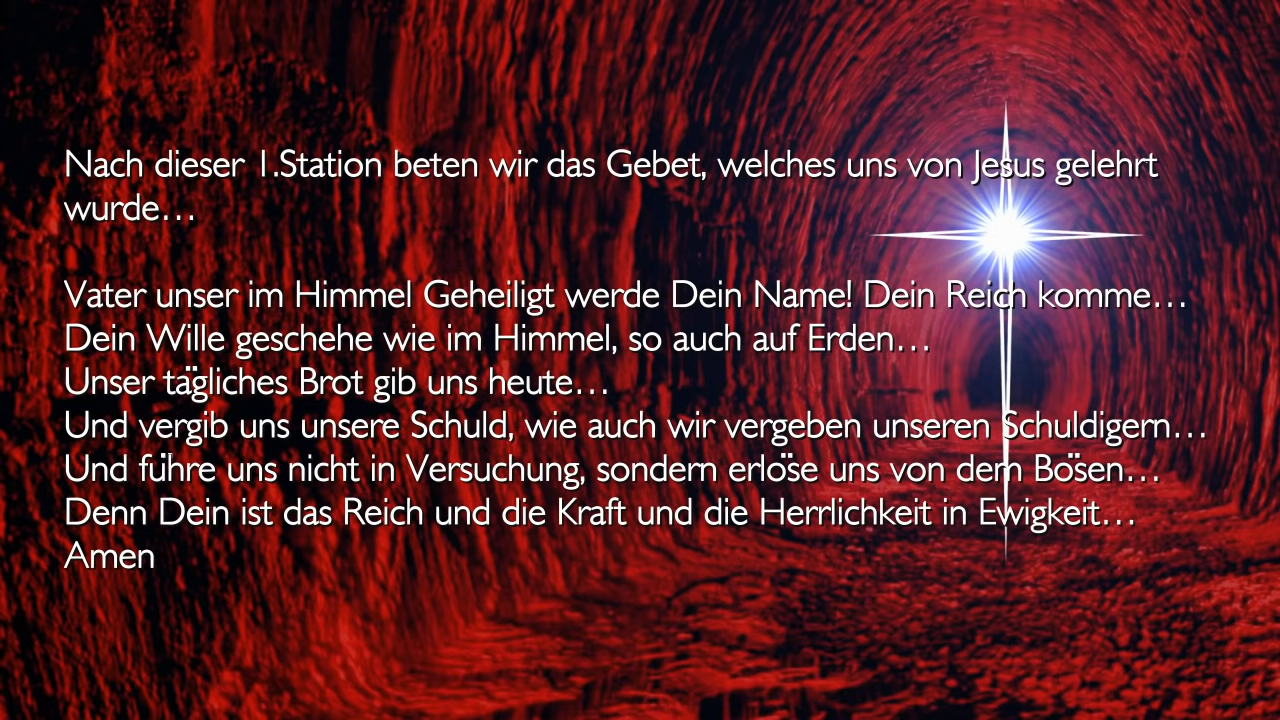 Nach dieser 1.Station beten wir das Gebet, welches uns von Jesus gelehrt
wurde…
Vater unser im Himmel Geheiligt werde Dein Name! Dein Reich komme…
Dein Wille geschehe wie im Himmel, so auch auf Erden…
Unser tägliches Brot gib uns heute…
Und vergib uns unsere Schuld, wie auch wir vergeben unseren Schuldigern…
Und führe uns nicht in Versuchung, sondern erlöse uns von dem Bösen…
Denn Dein ist das Reich und die Kraft und die Herrlichkeit in Ewigkeit…
Amen